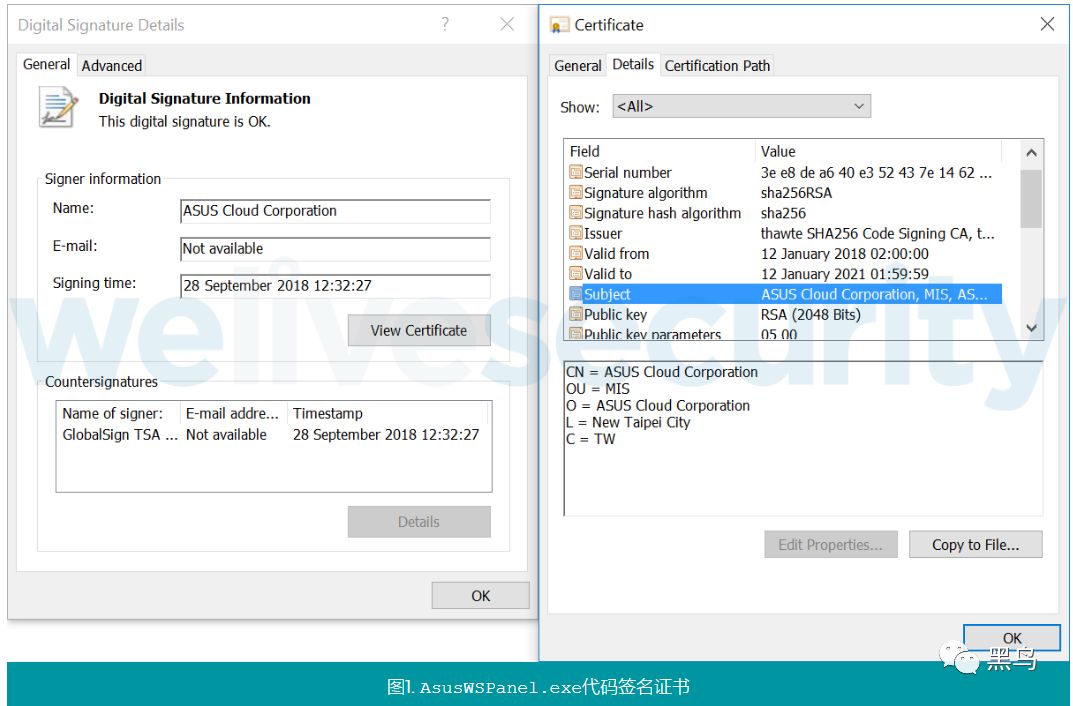 Digital Signature Details
?
General Advanced
Digital Signature Information
This digital signature is OK.
Signer information
Name: ASUS Cloud Corporation
E-mail: Not available
Signing time: 28 September 2018 12:32:27
View Certificate
Countersignatures
Name of signer: E-mail addre... Timestamp
GlobalSign TSA ... Not available 28 September 2018 12:32:27
Details
OK
Certificate
General Details Certification Path
Show: <All>
Field Value
Serial number 3e e8 de a6 40 e3 52 43 7e 14 62 ...
Signature algorithm sha256RSA
Signature hash algorithm sha256
Issuer thawte SHA256 Code Signing CA, t...
Valid from 12 January 2018 02:00:00
Valid to 12 January 2021 01:59:59
Subject ASUS Cloud Corporation, MIS, AS...
Public key RSA (2048 Bits)
Public key parameters 05 00
CN = ASUS Cloud Corporation
OU = MIS
O = ASUS Cloud Corporation
L = New Taipei City
C = TW
Edit Properties... Copy to File...
OK
welivesecurity
黑鸟
图1. AsusWSPanel.exe代码签名证书